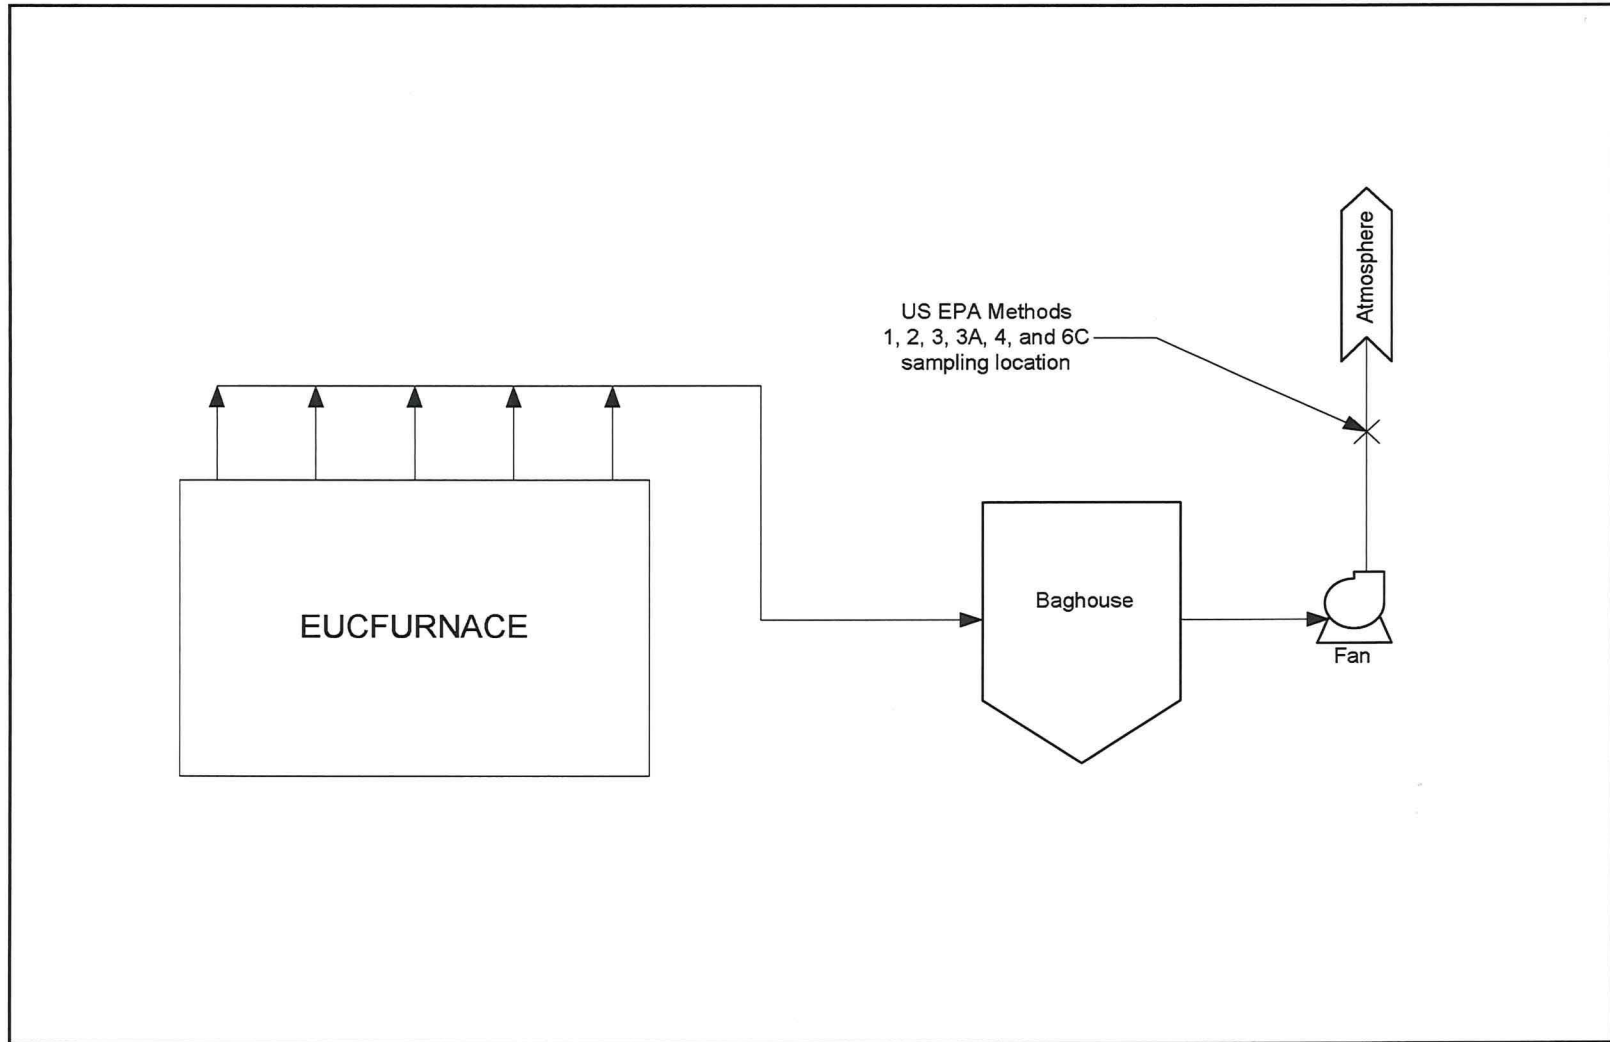 Atmosphere
US EPA Methods
1, 2, 3, 3A, 4, and 6C
sampling location
EUCFURNACE
Baghouse
Fan